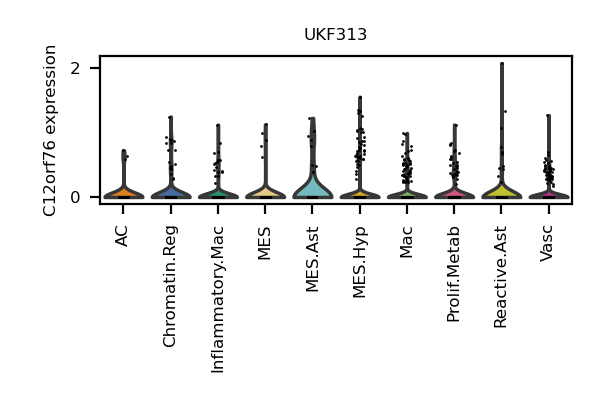 UKF313
C12orf76 expression
2
0
AC
Chromatin.Reg
Inflammatory.Mac
MES
MES.Ast
MES.Hyp
Mac
Prolif.Metab
Reactive.Ast
Vasc